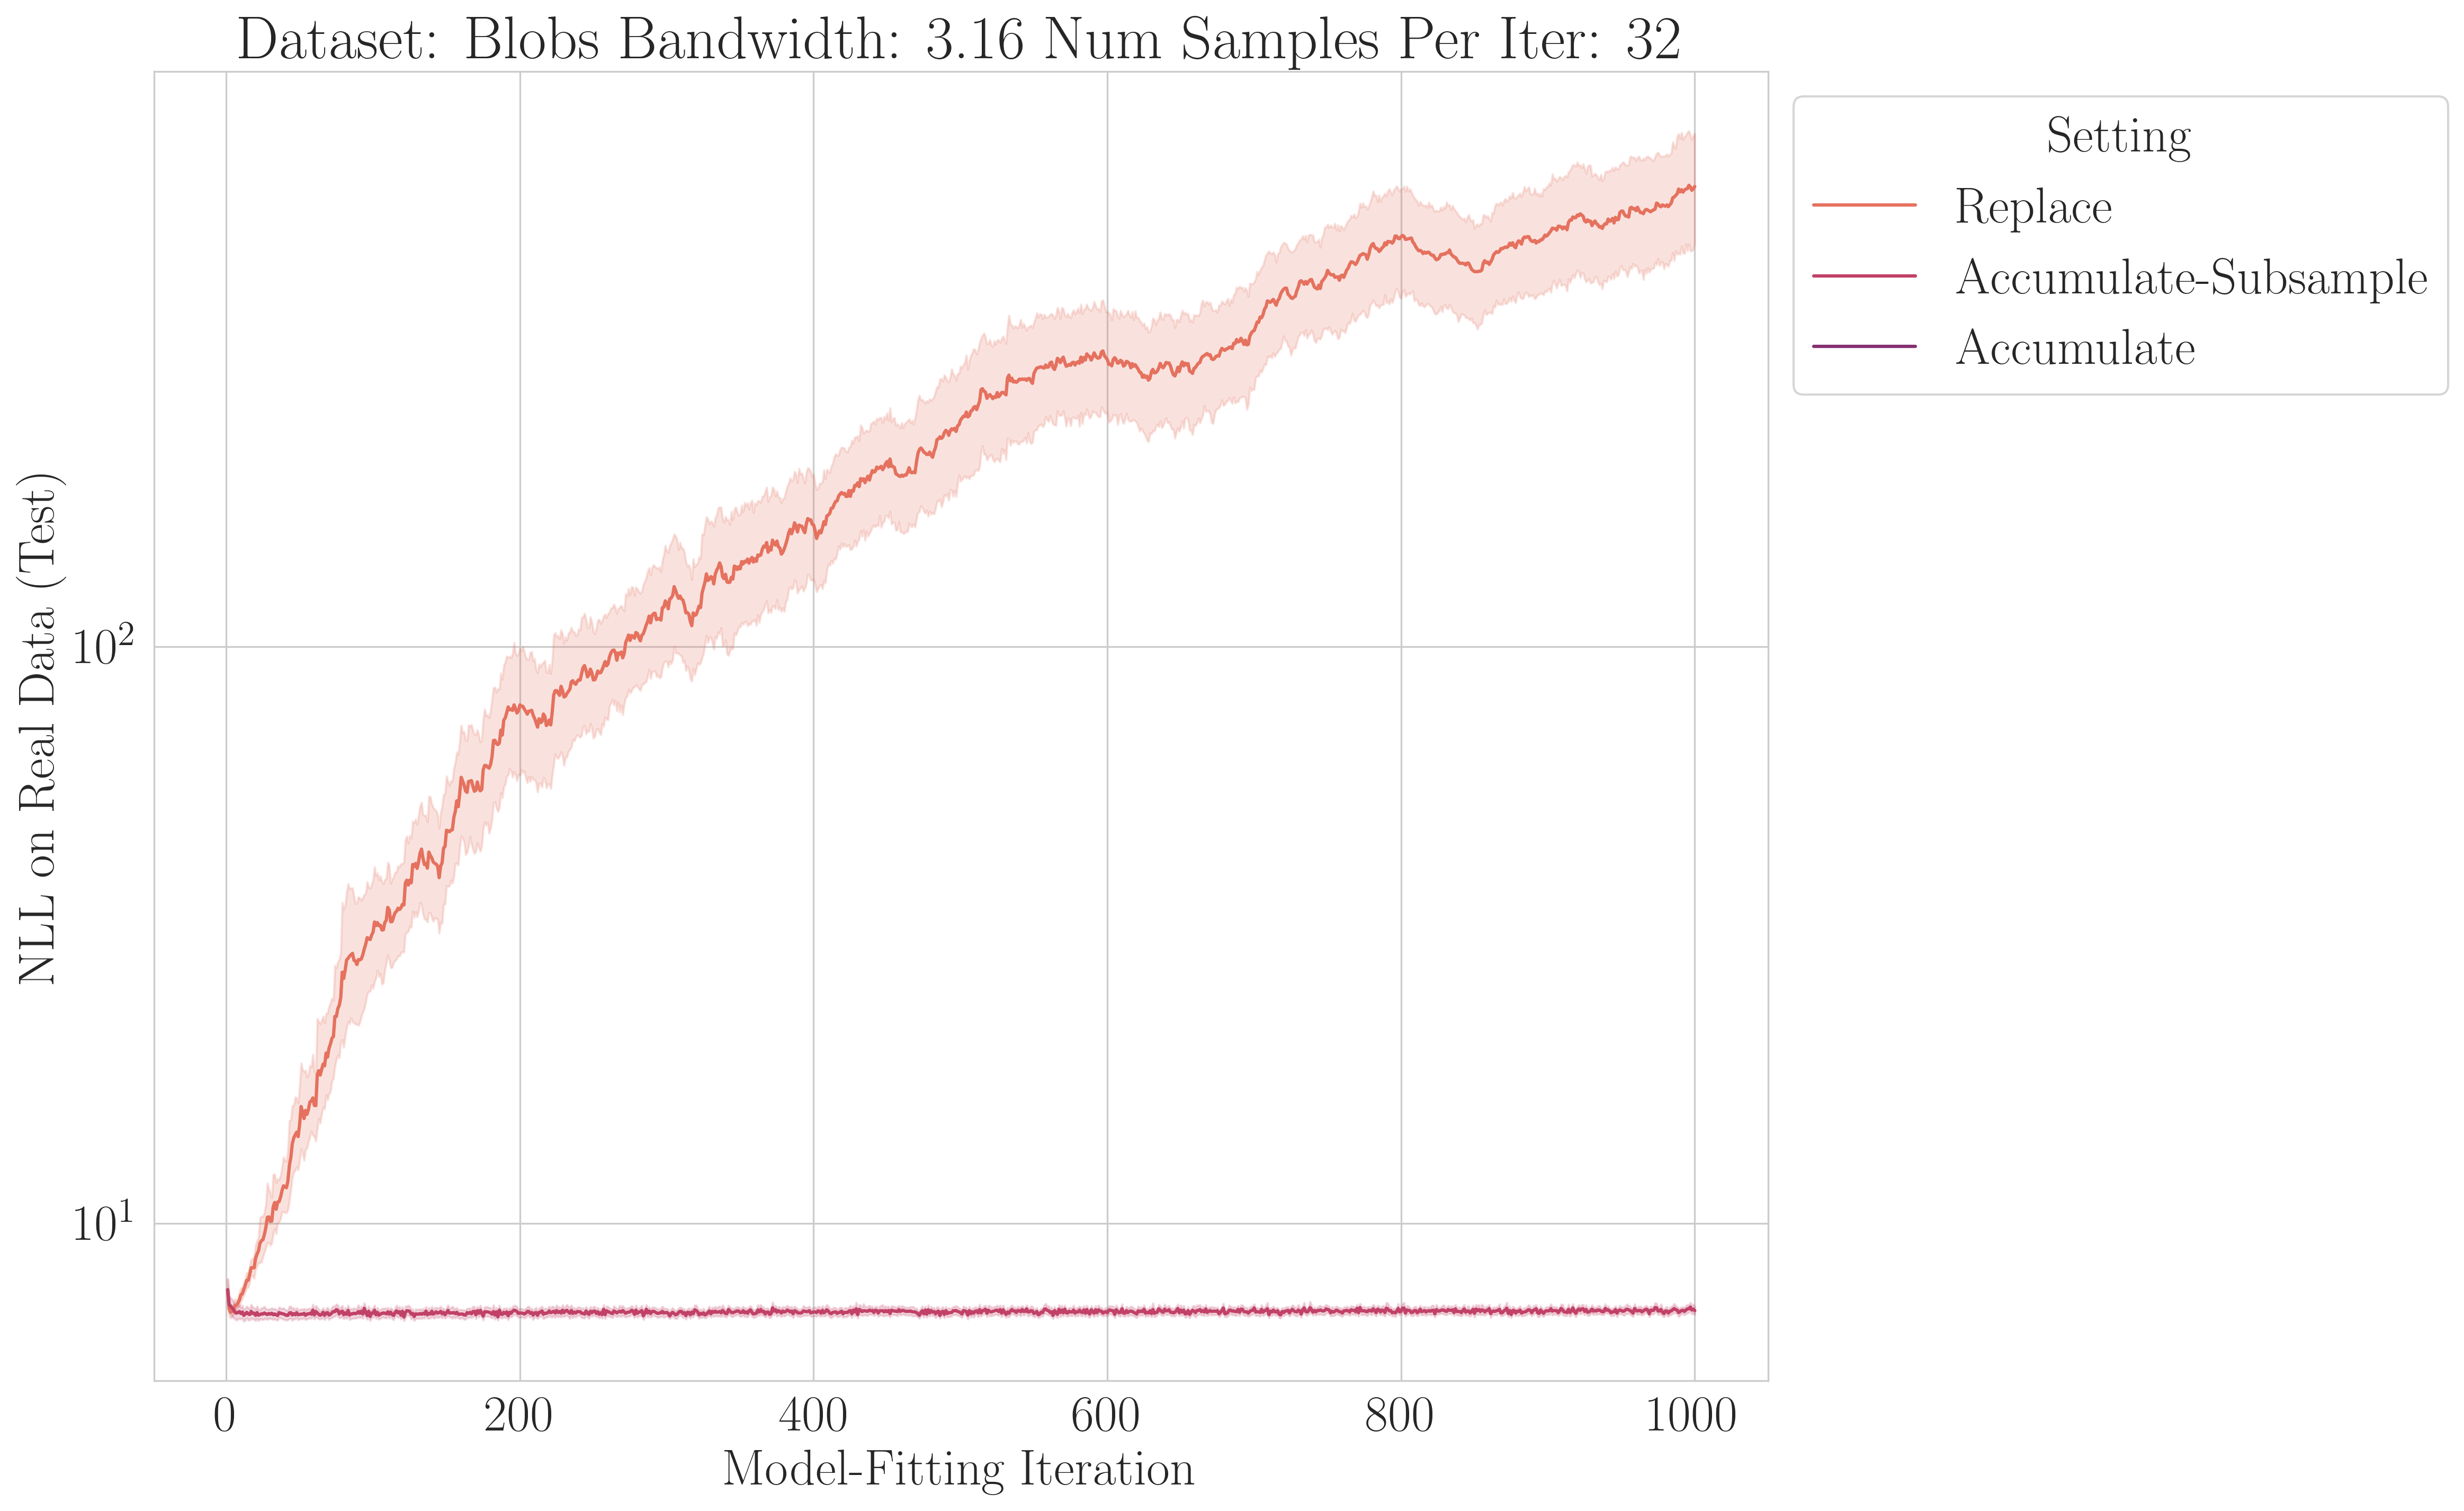 Dataset: Blobs Bandwidth: 3.16 Num Samples Per Iter: 32
Setting
Replace
Accumulate-Subsample
Accumulate
NLL on Real Data (Test)
10²
10¹
0 200 400 600 800 1000
Model-Fitting Iteration